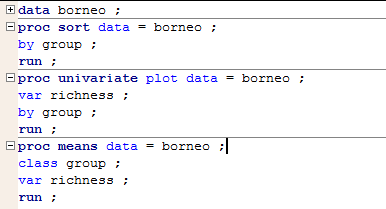 data borneo ;
proc sort data = borneo ;
by group ;
run ;
proc univariate plot data = borneo ;
var richness ;
by group ;
run ;
proc means data = borneo ;
class group ;
var richness ;
run ;